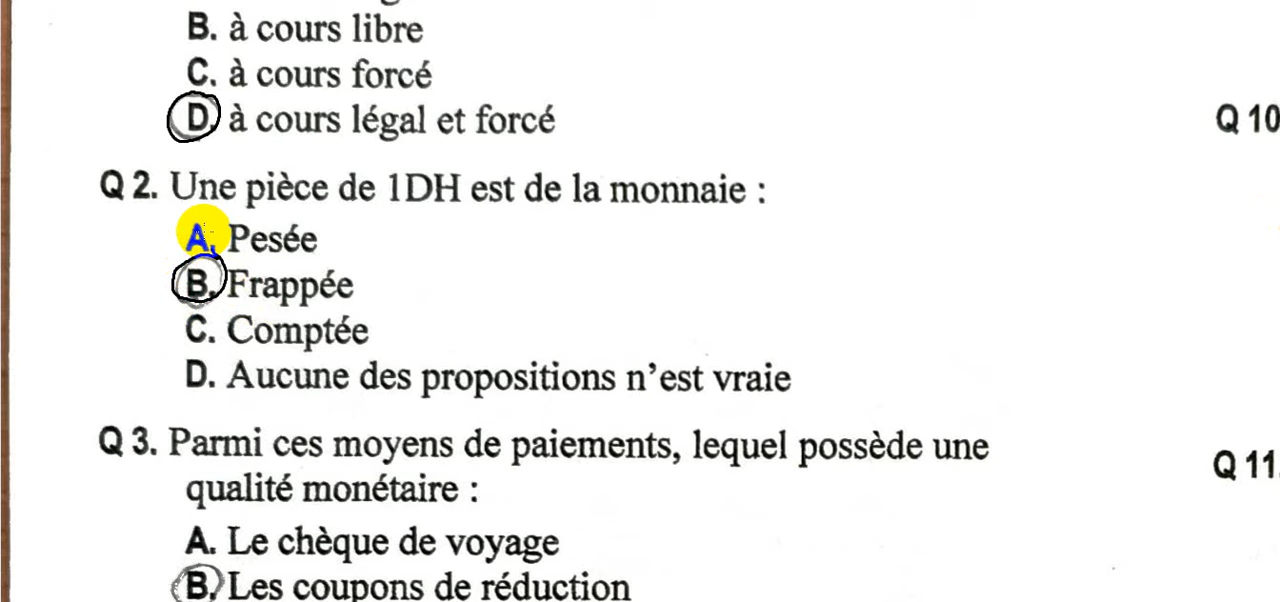 B. à cours libre
C. à cours forcé
D. à cours légal et forcé
Q 10
Q 2. Une pièce de 1DH est de la monnaie :
A. Pesée
B. Frappée
C. Comptée
D. Aucune des propositions n'est vraie
Q 3. Parmi ces moyens de paiements, lequel possède une
qualité monétaire :
Q 11.
A. Le chèque de voyage
B. Les coupons de réduction